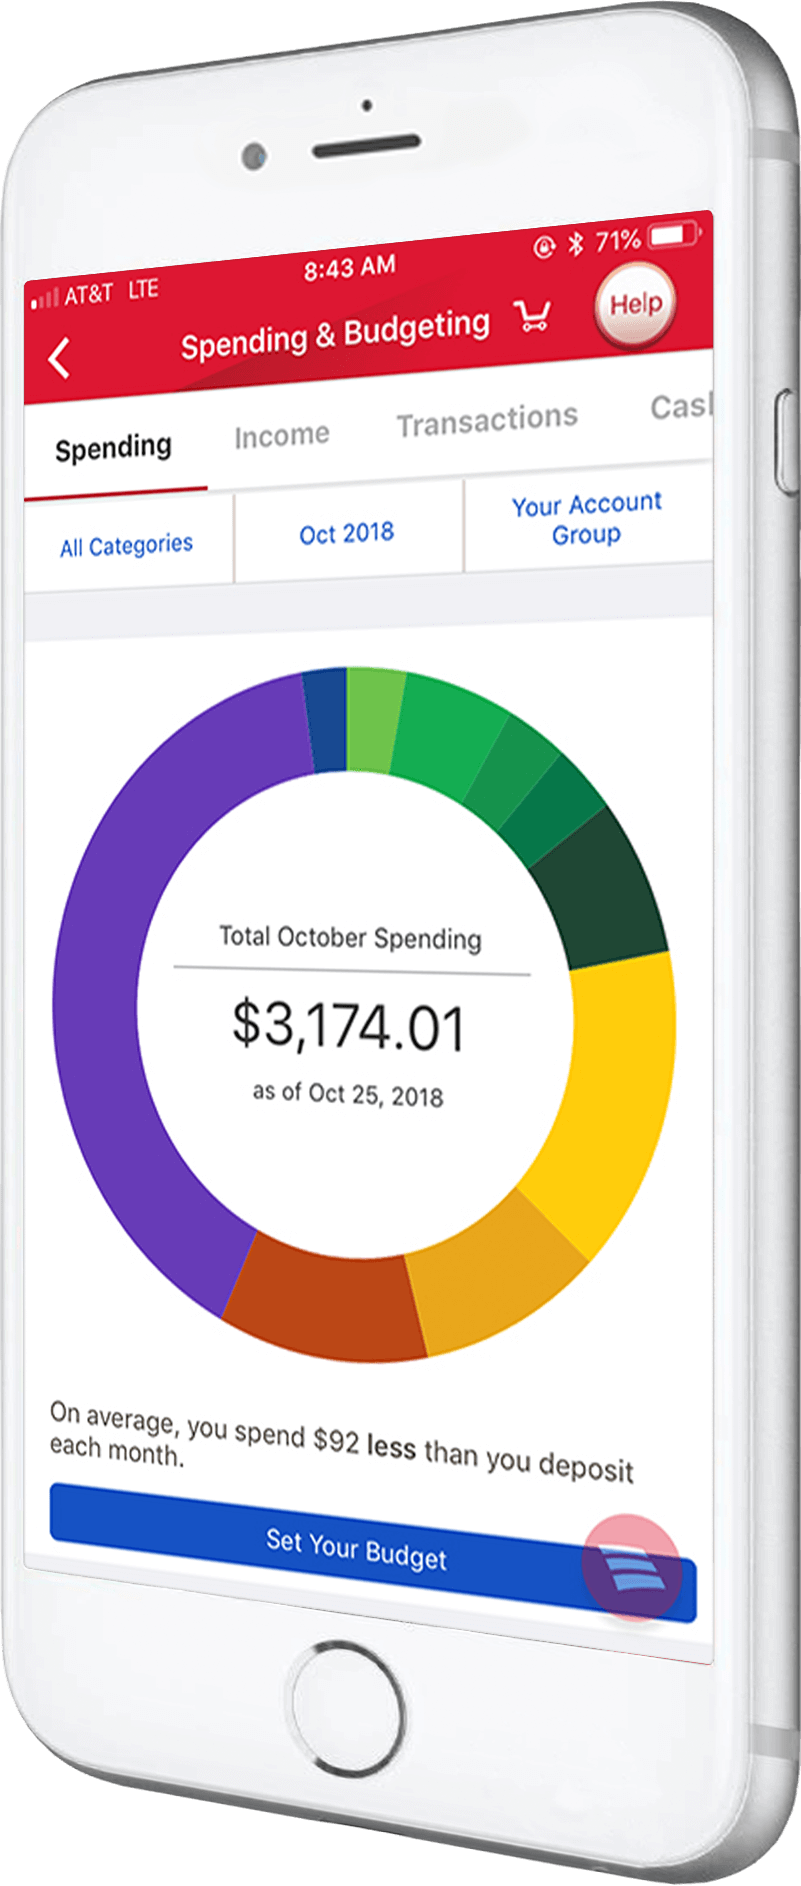 AT&T LTE 8:43 AM 71%
Spending & Budgeting
Help
Spending Income Transactions Cas
All Categories
Oct 2018
Your Account
Group
Total October Spending
$3,174.01
as of Oct 25, 2018
On average, you spend $92 less than you deposit
each month.
Set Your Budget